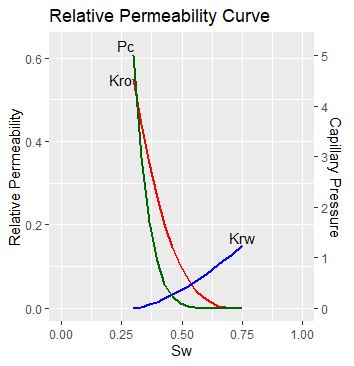 Relative Permeability Curve
Pc
Kro
Krw
Relative Permeability
0.6
0.4
0.2
0.0
Capillary Pressure
5
4
3
2
1
0
0.00 0.25 0.50 0.75 1.00
Sw